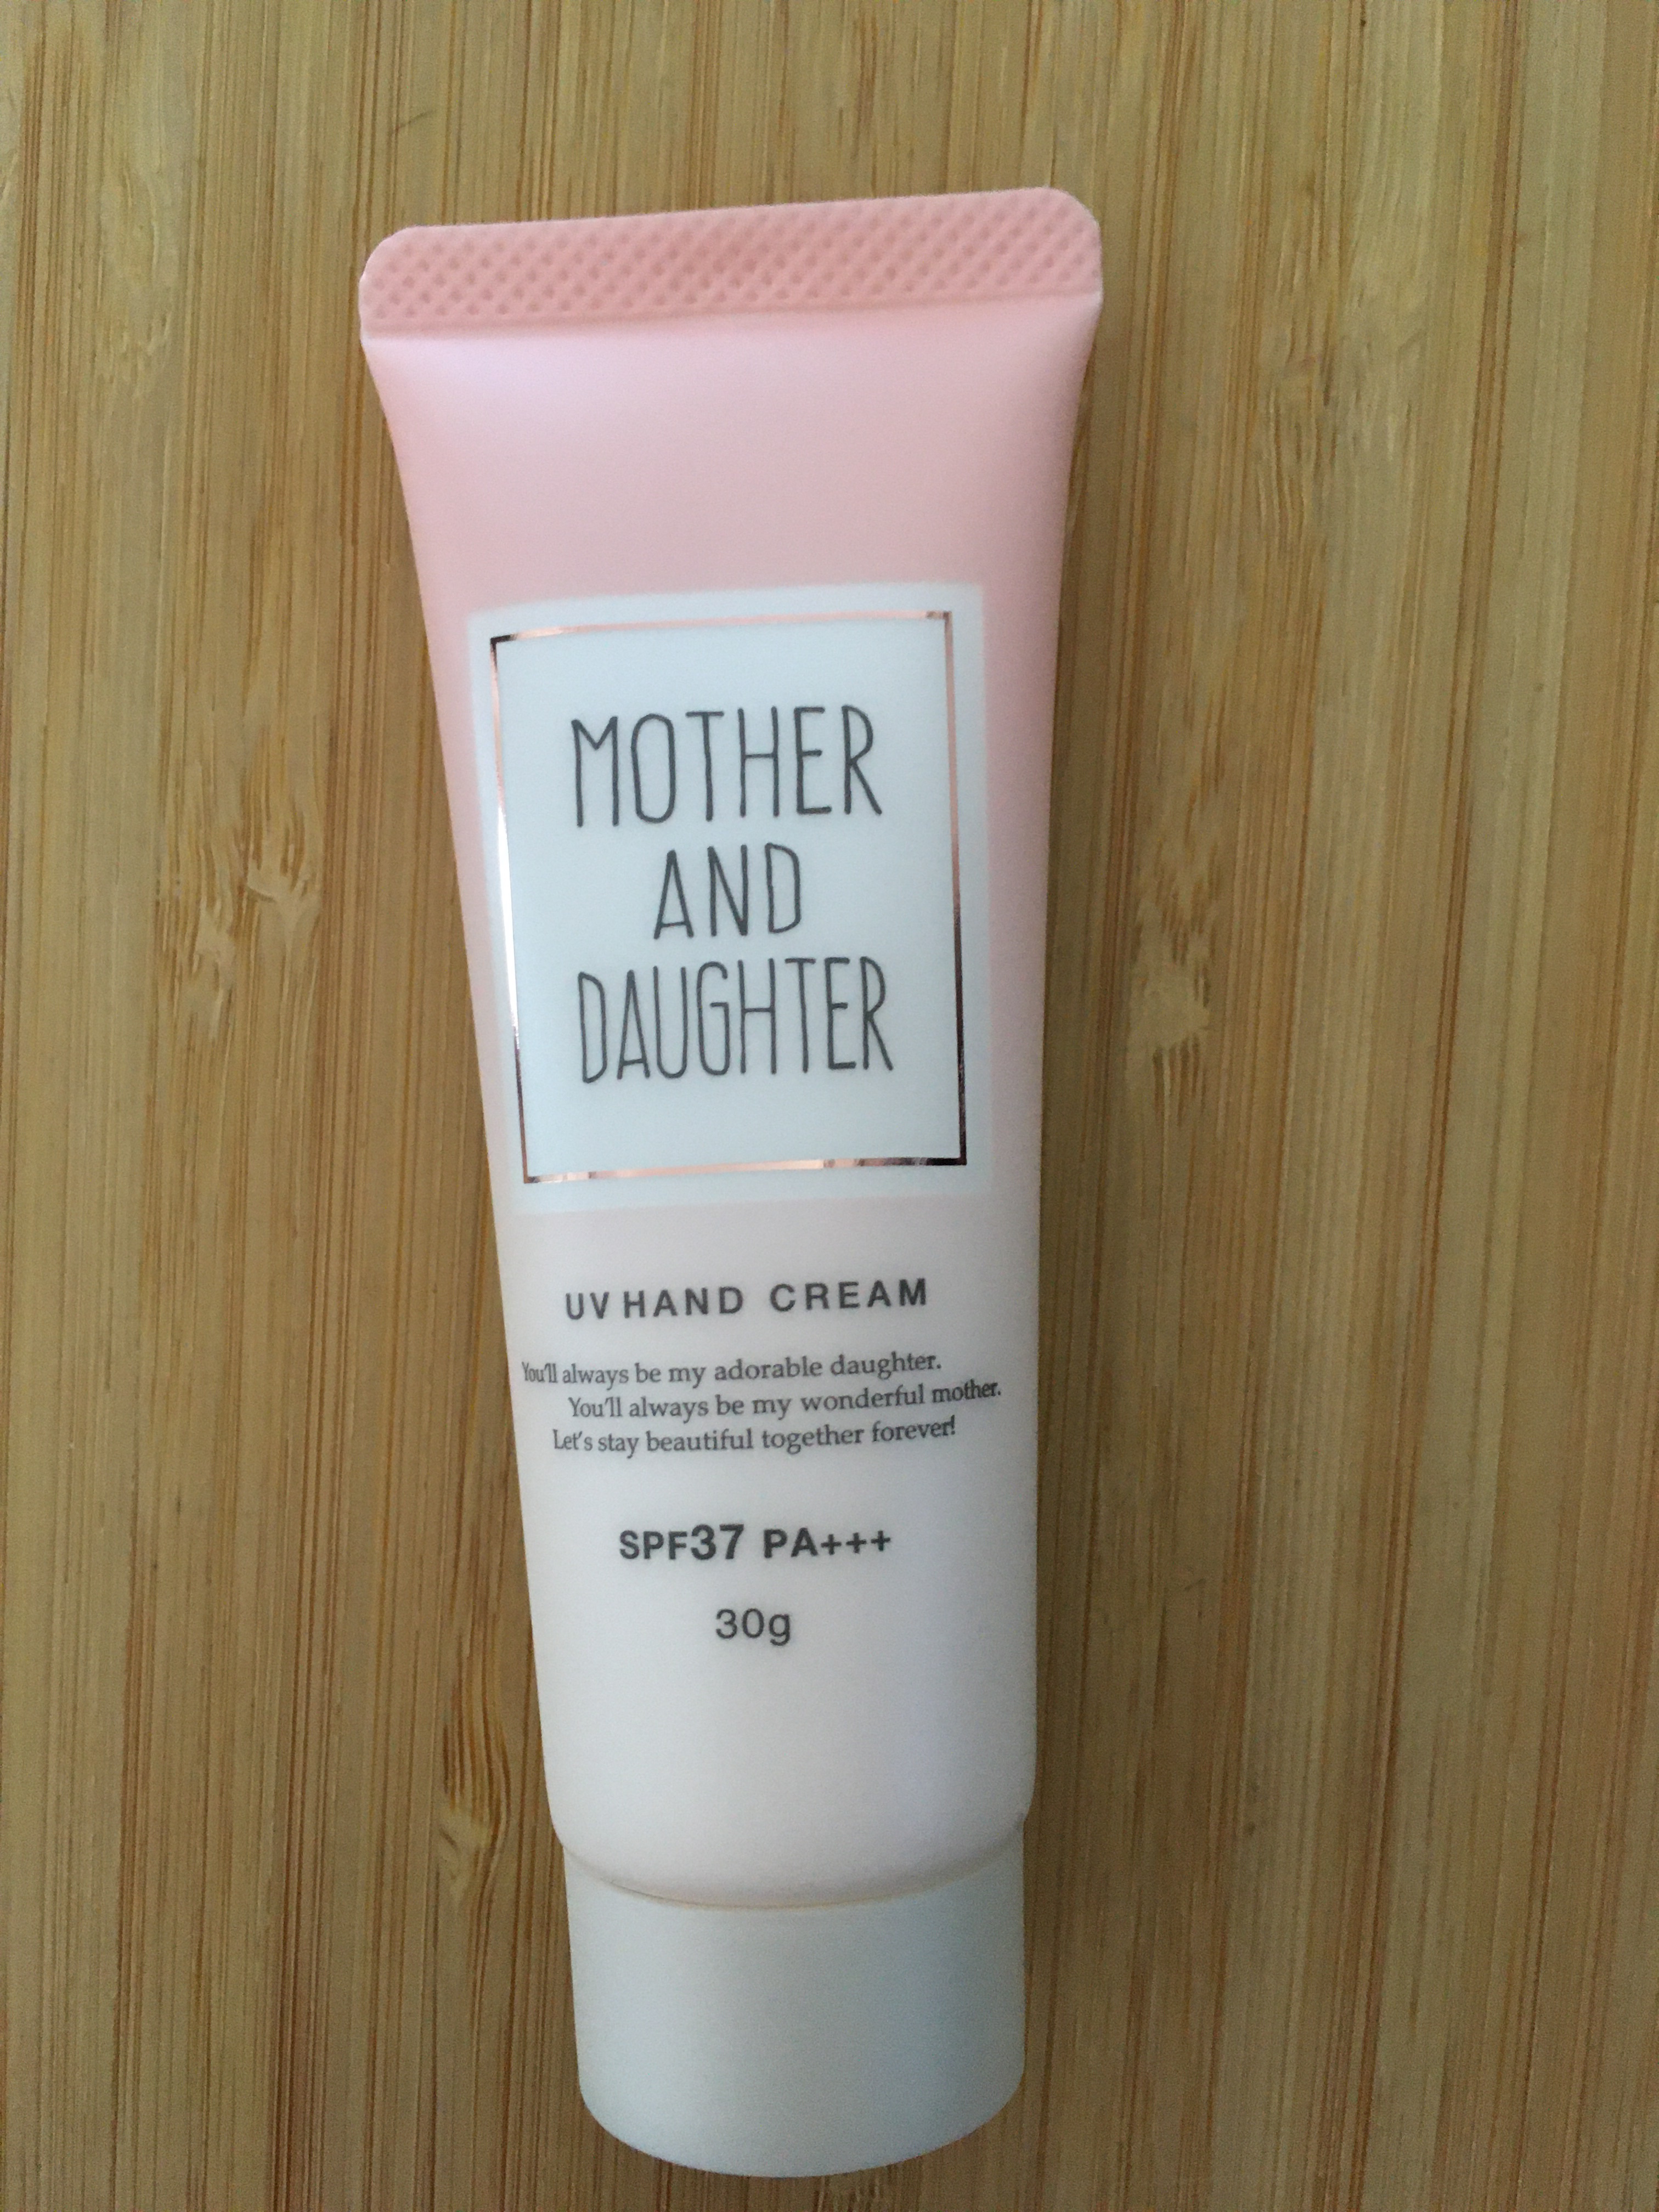 MOTHER
AND
DAUGHTER
UV HAND CREAM
You'll always be my adorable daughter.
You'll always be my wonderful mother.
Let's stay beautiful together forever!
SPF37 PA+++
30g